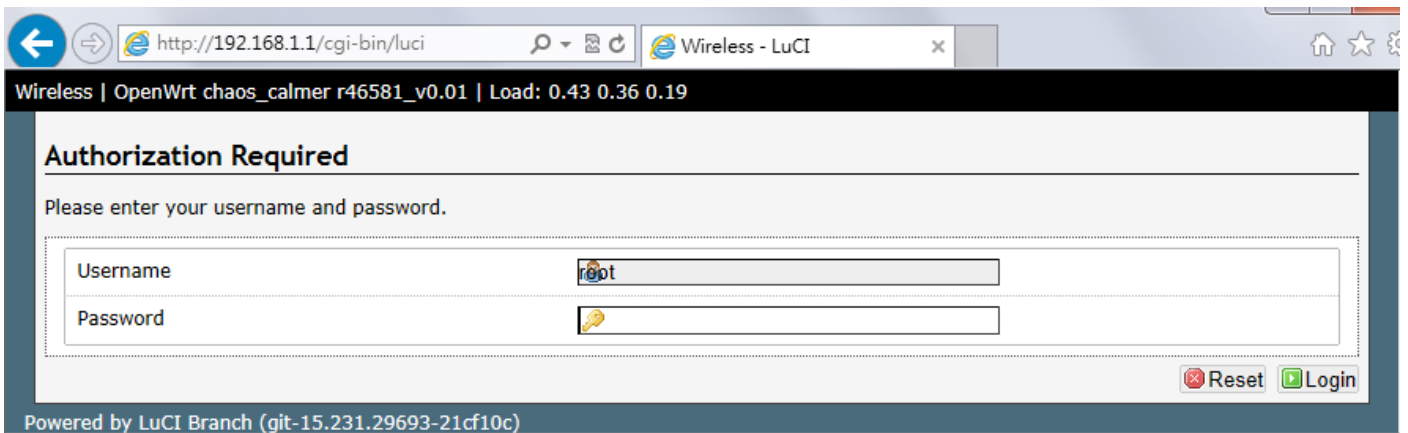 http://192.168.1.1/cgi-bin/luci
Wireless - LuCI
Wireless | OpenWrt chaos_calmer r46581_v0.01 | Load: 0.43 0.36 0.19
Authorization Required
Please enter your username and password.
Username root
Password
Reset Login
Powered by LuCI Branch (git-15.231.29693-21cf10c)